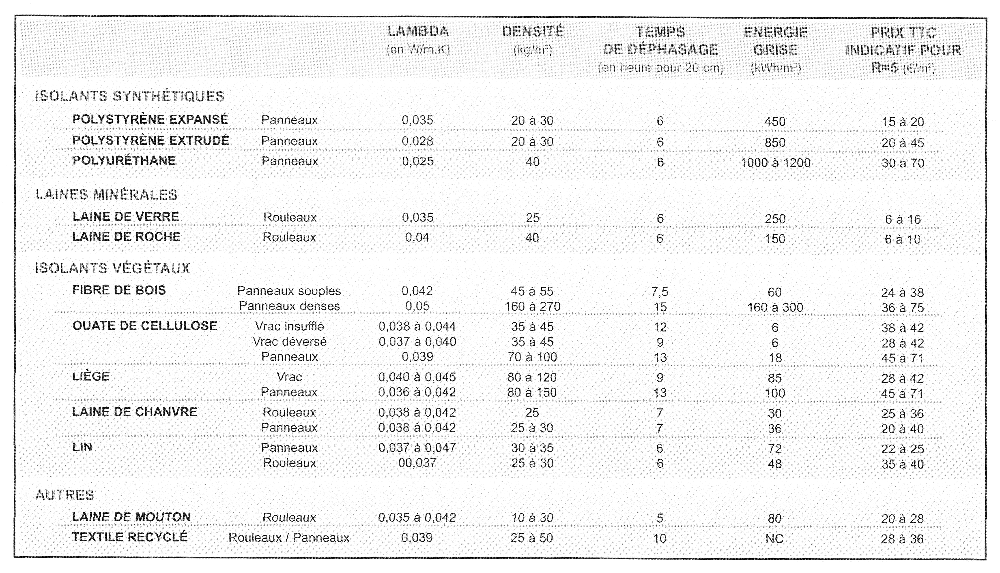 LAMBDA DENSITÉ TEMPS ENERGIE PRIX TTC
(en W/m.K) (kg/m³) DE DÉPHASAGE GRISE INDICATIF POUR
(en heure pour 20 cm) (kWh/m³) R=5 (€/m²)
ISOLANTS SYNTHÉTIQUES
POLYSTYRÈNE EXPANSÉ Panneaux 0,035 20 à 30 6 450 15 à 20
POLYSTYRÈNE EXTRUDÉ Panneaux 0,028 20 à 30 6 850 20 à 45
POLYURÉTHANE Panneaux 0,025 40 6 1000 à 1200 30 à 70
LAINES MINÉRALES
LAINE DE VERRE Rouleaux 0,035 25 6 250 6 à 16
LAINE DE ROCHE Rouleaux 0,04 40 6 150 6 à 10
ISOLANTS VÉGÉTAUX
FIBRE DE BOIS Panneaux souples 0,042 45 à 55 7,5 60 24 à 38
Panneaux denses 0,05 160 à 270 15 160 à 300 36 à 75
OUATE DE CELLULOSE Vrac insufflé 0,038 à 0,044 35 à 45 12 6 38 à 42
Vrac déversé 0,037 à 0,040 35 à 45 9 6 28 à 42
Panneaux 0,039 70 à 100 13 18 45 à 71
LIÈGE Vrac 0,040 à 0,045 80 à 120 9 85 28 à 42
Panneaux 0,036 à 0,042 80 à 150 13 100 45 à 71
LAINE DE CHANVRE Rouleaux 0,038 à 0,042 25 7 30 25 à 36
Panneaux 0,038 à 0,042 25 à 30 7 36 20 à 40
LIN Panneaux 0,037 à 0,047 30 à 35 6 72 22 à 25
Rouleaux 00,037 25 à 30 6 48 35 à 40
AUTRES
LAINE DE MOUTON Rouleaux 0,035 à 0,042 10 à 30 5 80 20 à 28
TEXTILE RECYCLÉ Rouleaux / Panneaux 0,039 25 à 50 10 NC 28 à 36